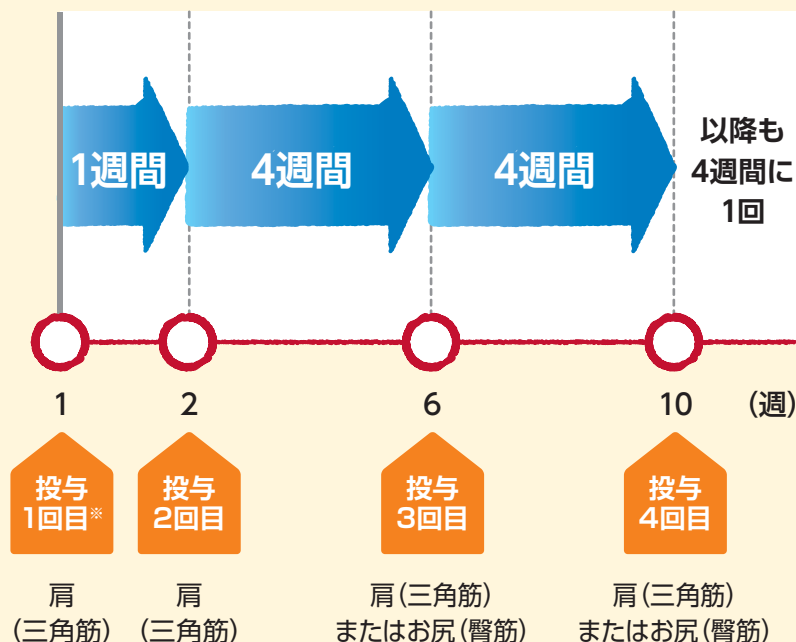 1週間
4週間
4週間
以降も
4週間に
1回
1
2
6
10
(週)
投与
1回目※
投与
2回目
投与
3回目
投与
4回目
肩
(三角筋)
肩
(三角筋)
肩(三角筋)
またはお尻(臀筋)
肩(三角筋)
またはお尻(臀筋)